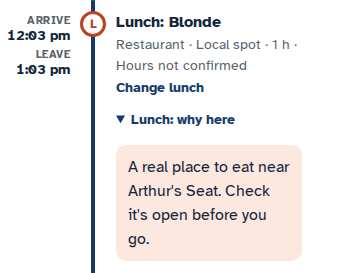 ARRIVE
12:03 pm
LEAVE
1:03 pm
L
Lunch: Blonde
Restaurant · Local spot · 1 h ·
Hours not confirmed
Change lunch
▼ Lunch: why here
A real place to eat near
Arthur's Seat. Check
it's open before you
go.